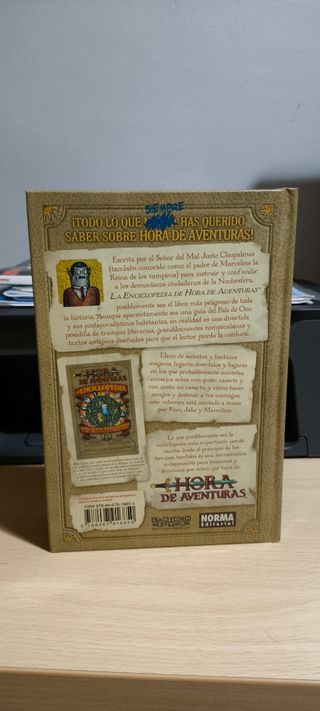 SIEMPRE
¡TODO LO QUE HAS QUERIDO
SABER SOBRE HORA DE AVENTURAS!
Escrita por el Señor del Mal Justo Chupalmas
(también conocido como el padre de Marceline la
Reina de los vampiros) para instruir y confundir
a los demoníacos ciudadanos de la Nocheosfera,
LA ENCICLOPEDIA DE HORA DE AVENTURAS
posiblemente sea el libro más peligroso de toda
la historia. Aunque aparentemente sea una guía del País de Ooo
y sus postapocalípticos habitantes, en realidad es una divertida
pesadilla de trampas literarias, grandilocuentes rompecabezas y
textos antiguos diseñados para que el lector pierda la cordura.
Lleno de secretos y hechizos
mágicos, lugares divertidos y lugares
en los que probablemente morirías,
consejos sobre con quién casarte y
con quién no casarte, y cómo hacer
amigos y destruir a tus enemigos,
este volumen está anotado a mano
por Finn, Jake y Marceline.
HORA
DE AVENTURAS
ENCICLOPEDIA
La que posiblemente sea la
enciclopedia más importante jamás
escrita desde el principio de los
tiempos, también es una herramienta
indispensable para humanos y
demonios que saben qué hora es:
HORA
DE AVENTURAS
CARTOON
NETWORK
NORMA
Editorial